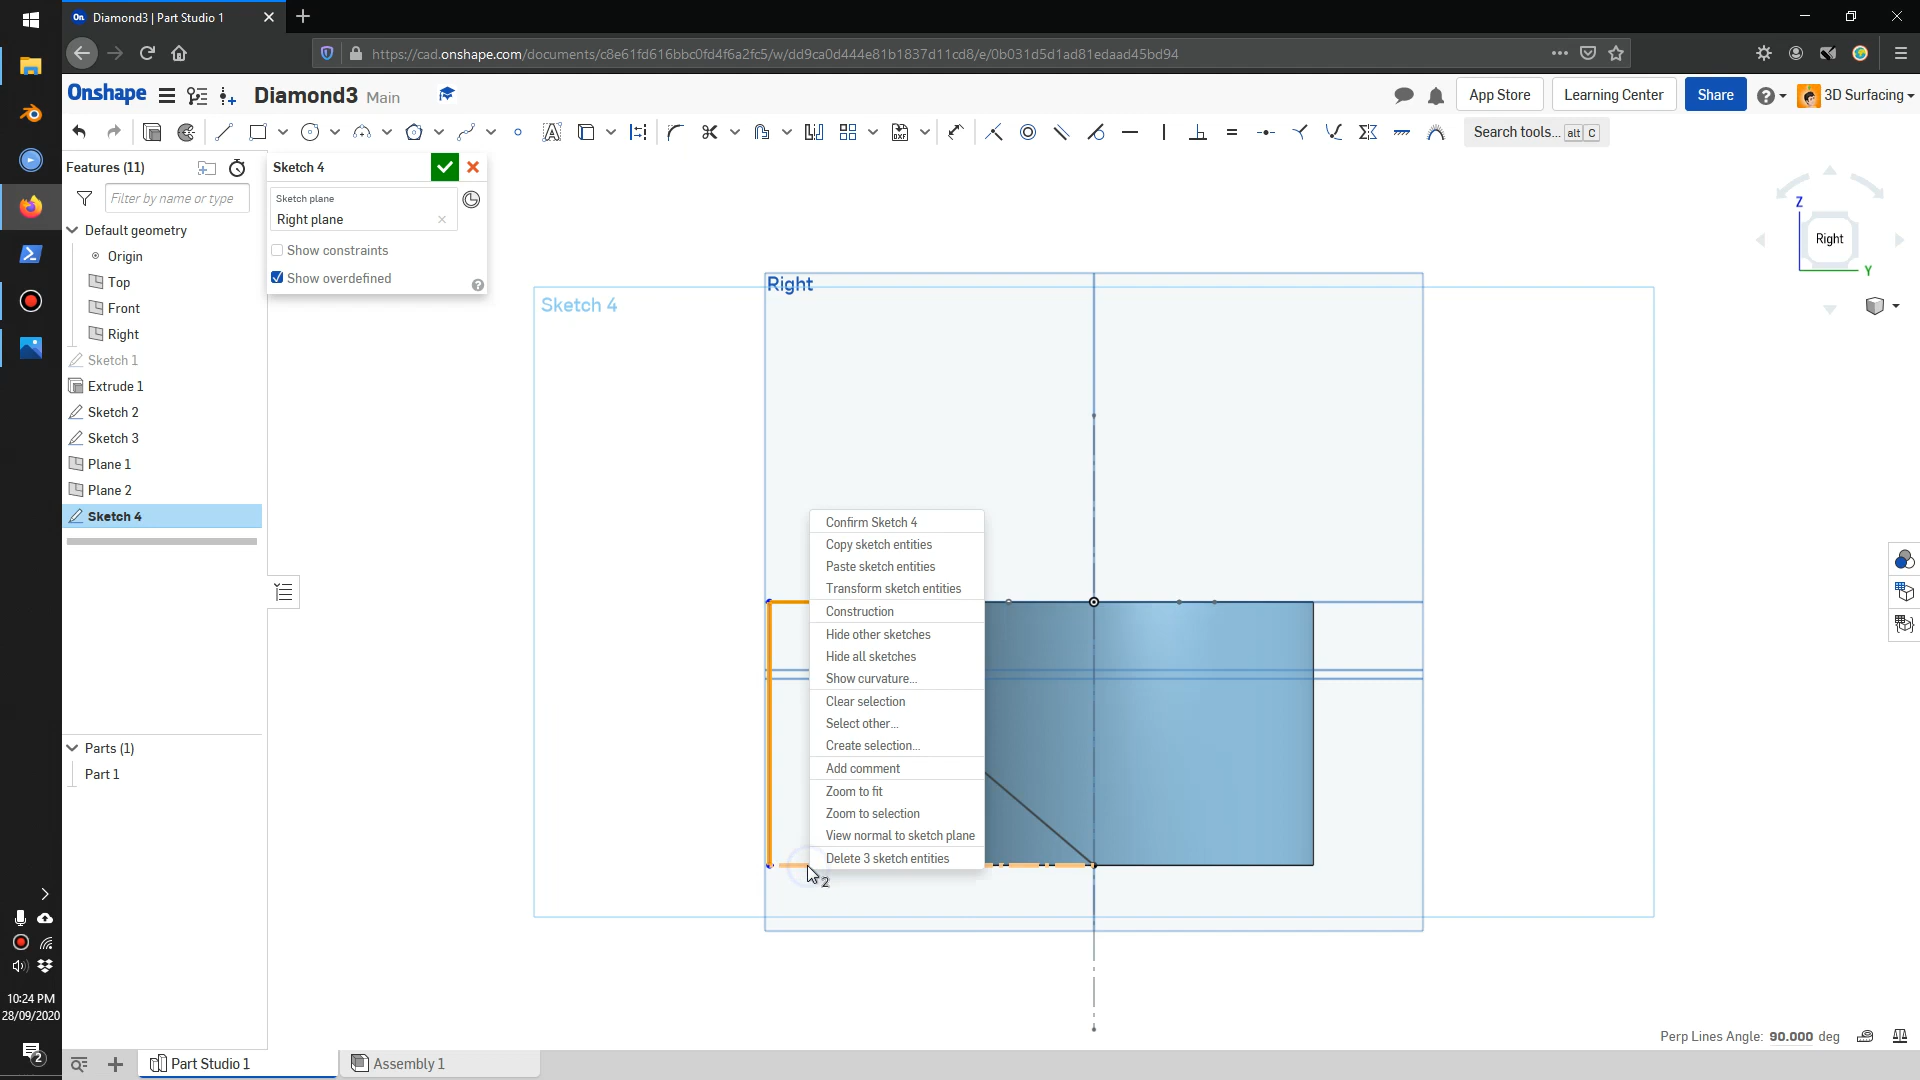 On Diamond3 | Part Studio 1
https://cad.onshape.com/documents/c8e61fd616bbc0fd4f6a2fc5/w/dd9ca0d444e81b1837d11cd8/e/0b031d5d1ad81edaad45bd94
Onshape Diamond3 Main App Store Learning Center Share 3D Surfacing
Search tools... alt C
Features (11)
Filter by name or type
Default geometry
Origin
Top
Front
Right
Sketch 1
Extrude 1
Sketch 2
Sketch 3
Plane 1
Plane 2
Sketch 4
Parts (1)
Part 1
Sketch 4
Sketch plane
Right plane
Show constraints
Show overdefined
Right
Sketch 4
Confirm Sketch 4
Copy sketch entities
Paste sketch entities
Transform sketch entities
Construction
Hide other sketches
Hide all sketches
Show curvature...
Clear selection
Select other...
Create selection...
Add comment
Zoom to fit
Zoom to selection
View normal to sketch plane
Delete 3 sketch entities
2
Z
Right
Y
Perp Lines Angle: 90.000 deg
10:24 PM
28/09/2020
2
Part Studio 1
Assembly 1